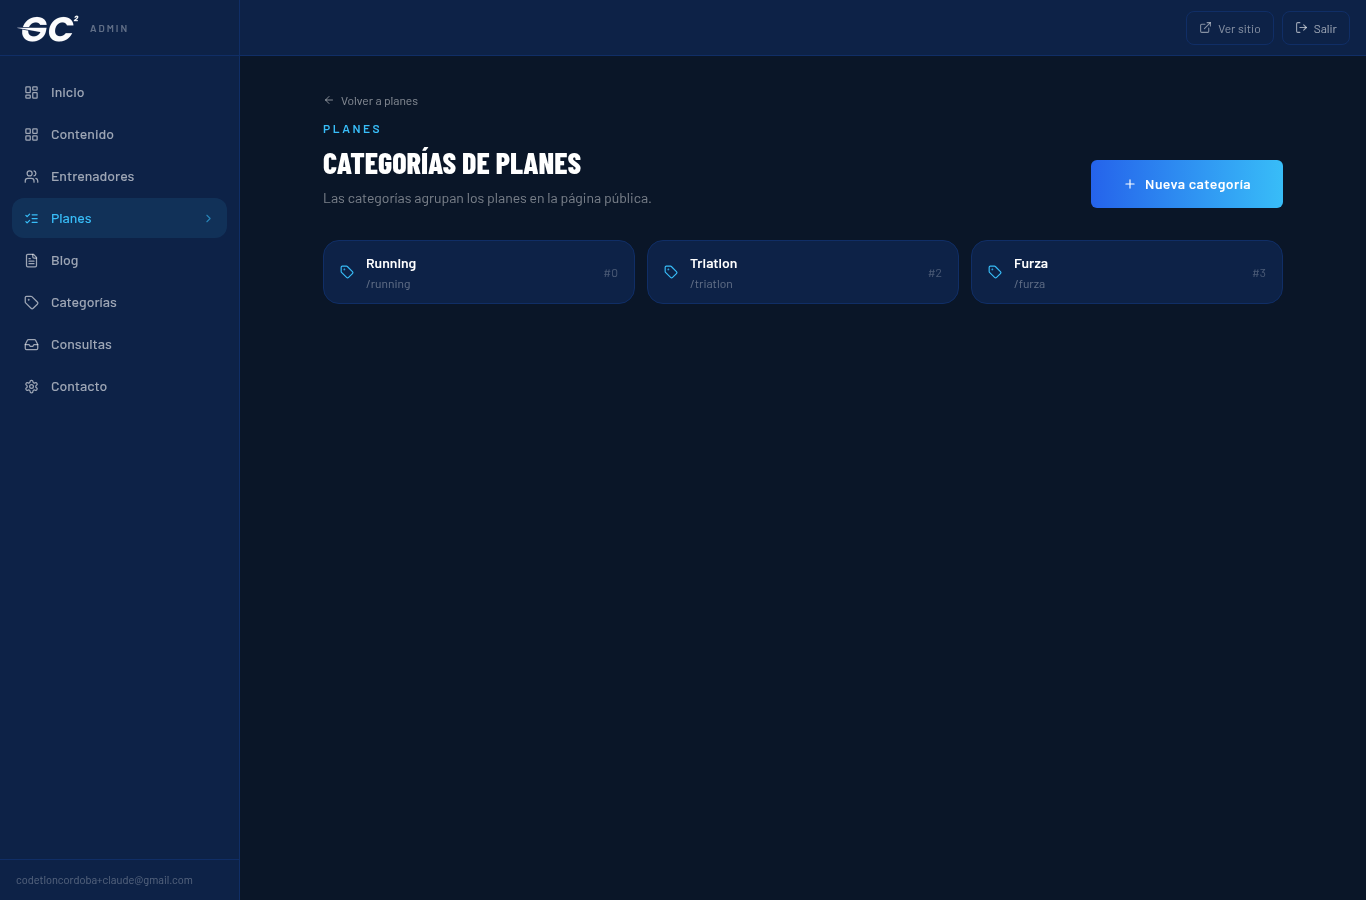 GC²
ADMIN
Ver sitio
Salir
Inicio
Contenido
Entrenadores
Planes
Blog
Categorías
Consultas
Contacto
Volver a planes
PLANES
CATEGORÍAS DE PLANES
Las categorías agrupan los planes en la página pública.
Nueva categoría
Running
/running
#0
Triatlon
/triatlon
#2
Furza
/furza
#3
codetloncordoba+claude@gmail.com